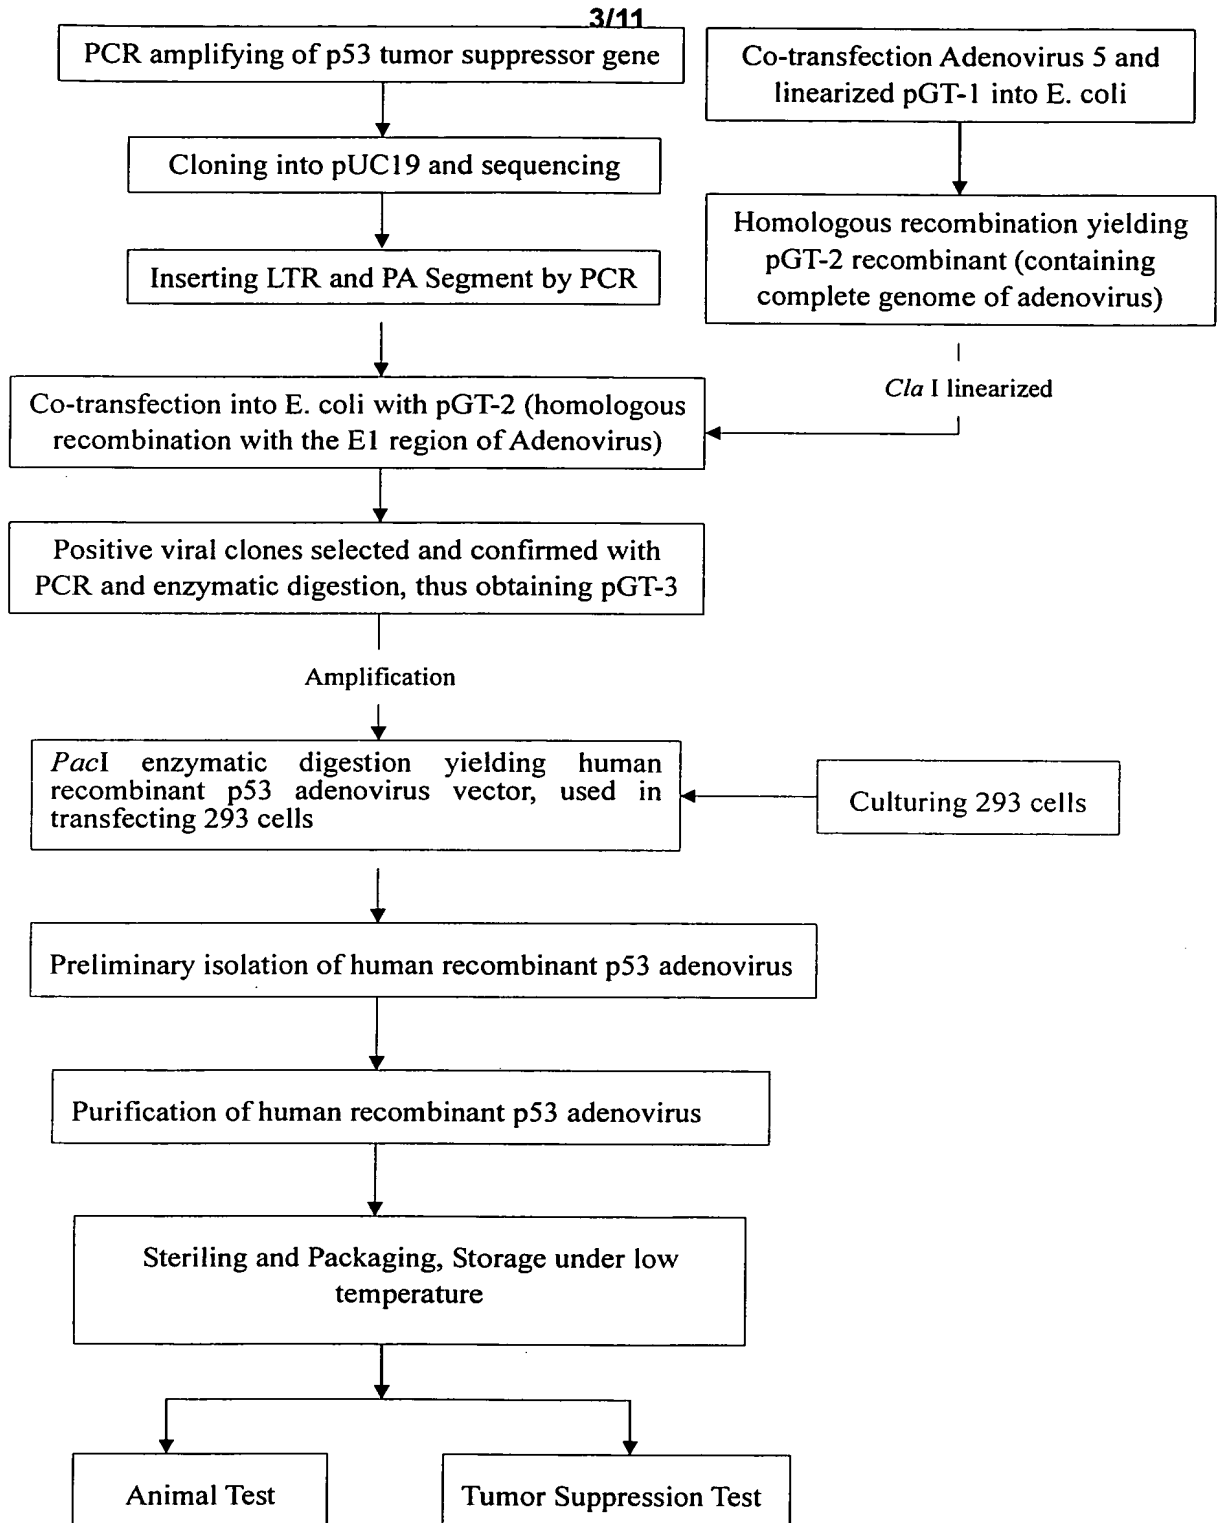 3/11
PCR amplifying of p53 tumor suppressor gene
Co-transfection Adenovirus 5 and
linearized pGT-1 into E. coli
Cloning into pUC19 and sequencing
Homologous recombination yielding
pGT-2 recombinant (containing
complete genome of adenovirus)
Inserting LTR and PA Segment by PCR
Cla I linearized
Co-transfection into E. coli with pGT-2 (homologous
recombination with the E1 region of Adenovirus)
Positive viral clones selected and confirmed with
PCR and enzymatic digestion, thus obtaining pGT-3
Amplification
PacI enzymatic digestion yielding human
recombinant p53 adenovirus vector, used in
transfecting 293 cells
Culturing 293 cells
Preliminary isolation of human recombinant p53 adenovirus
Purification of human recombinant p53 adenovirus
Steriling and Packaging, Storage under low
temperature
Animal Test
Tumor Suppression Test